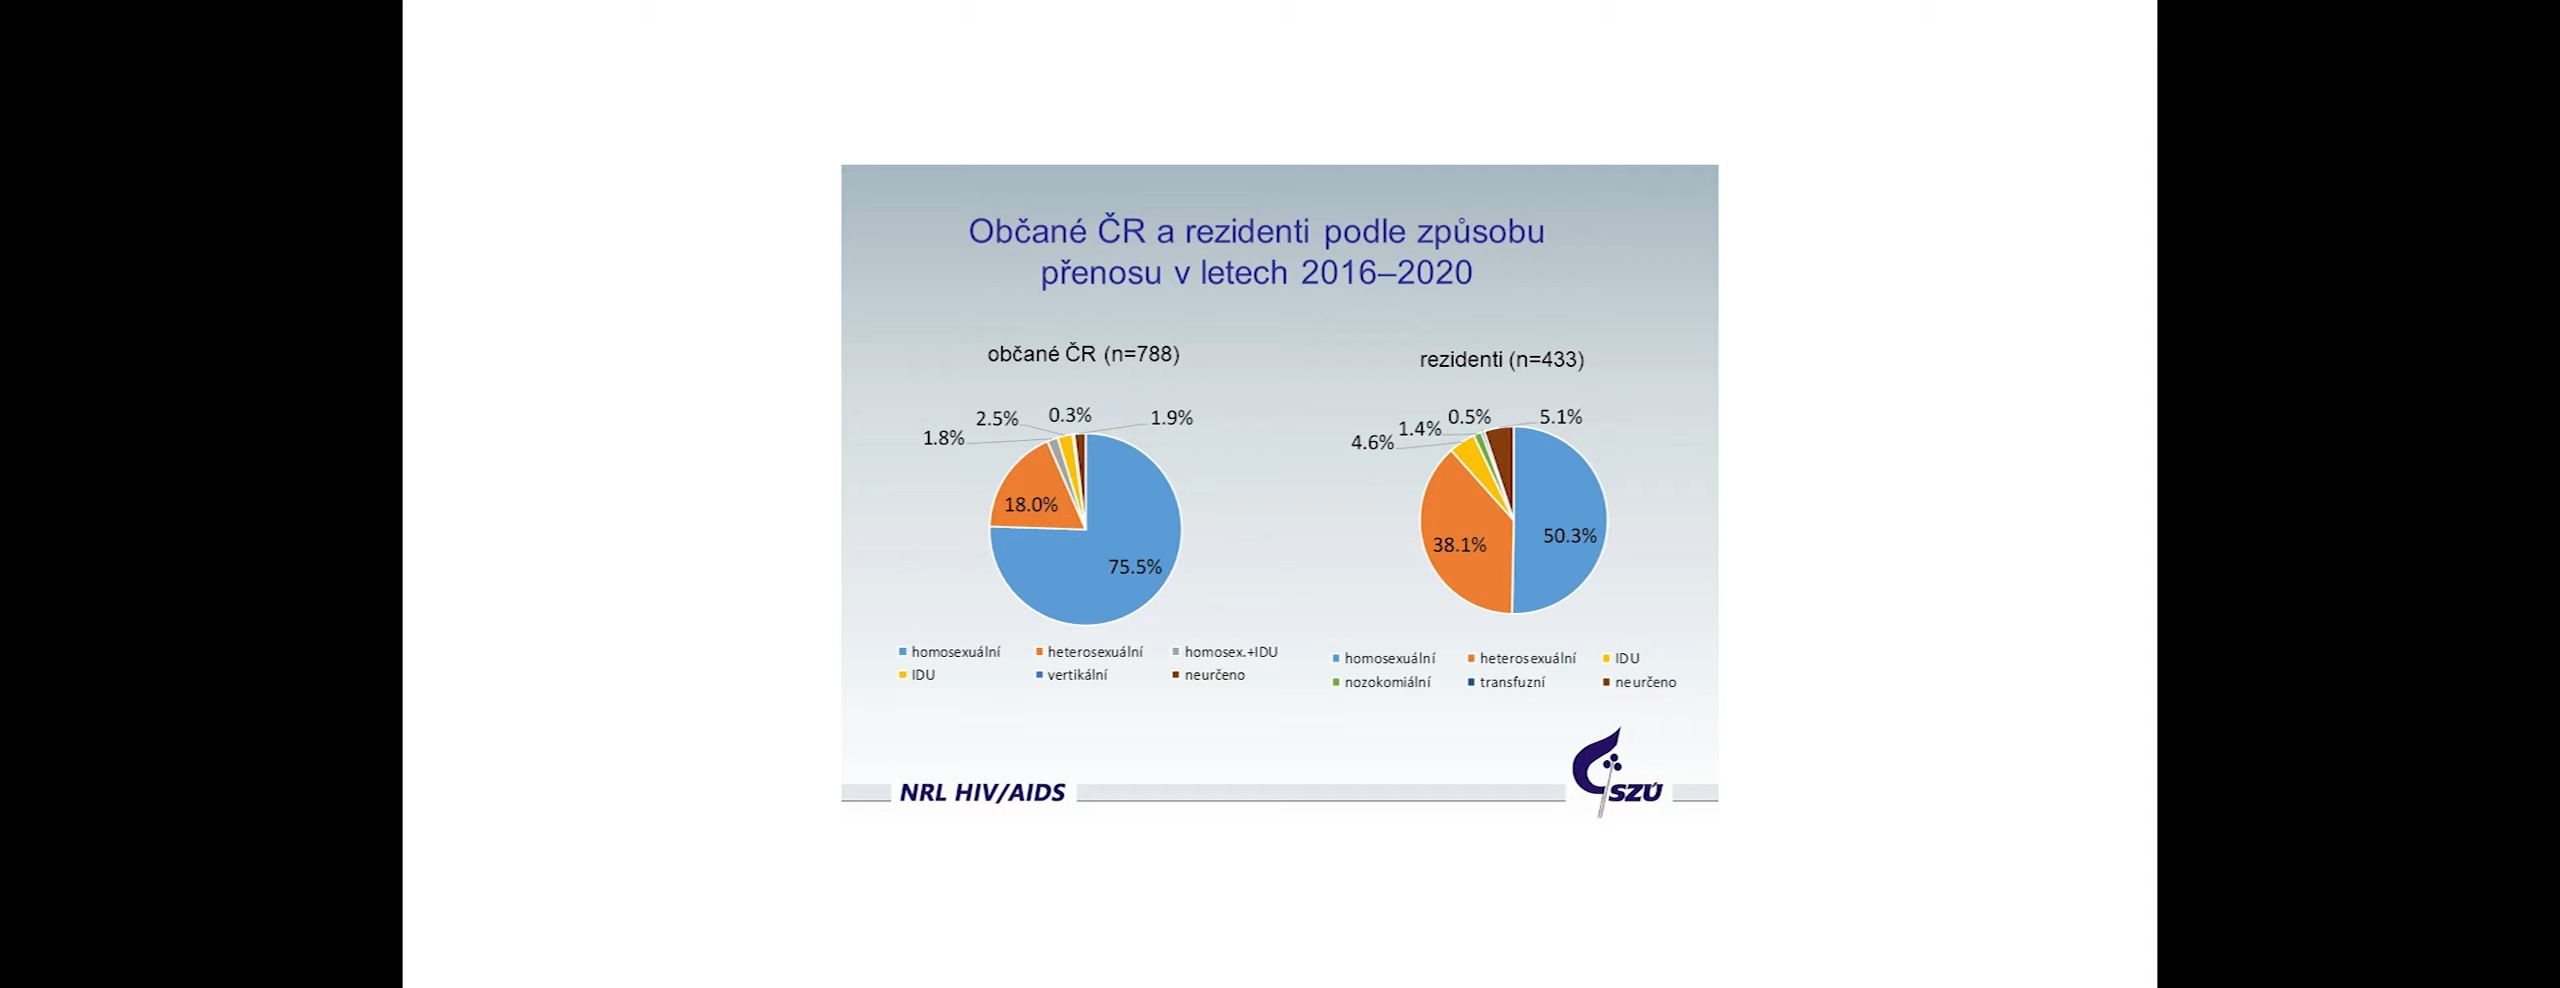 Občané ČR a rezidenti podle způsobu
přenosu v letech 2016–2020
občané ČR (n=788)
1.8%
2.5%
0.3%
1.9%
18.0%
75.5%
homosexuální
heterosexuální
homosex.+IDU
IDU
vertikální
neurčeno
rezidenti (n=433)
4.6%
1.4%
0.5%
5.1%
38.1%
50.3%
homosexuální
heterosexuální
IDU
nozokomiální
transfuzní
neurčeno
NRL HIV/AIDS
SZÚ